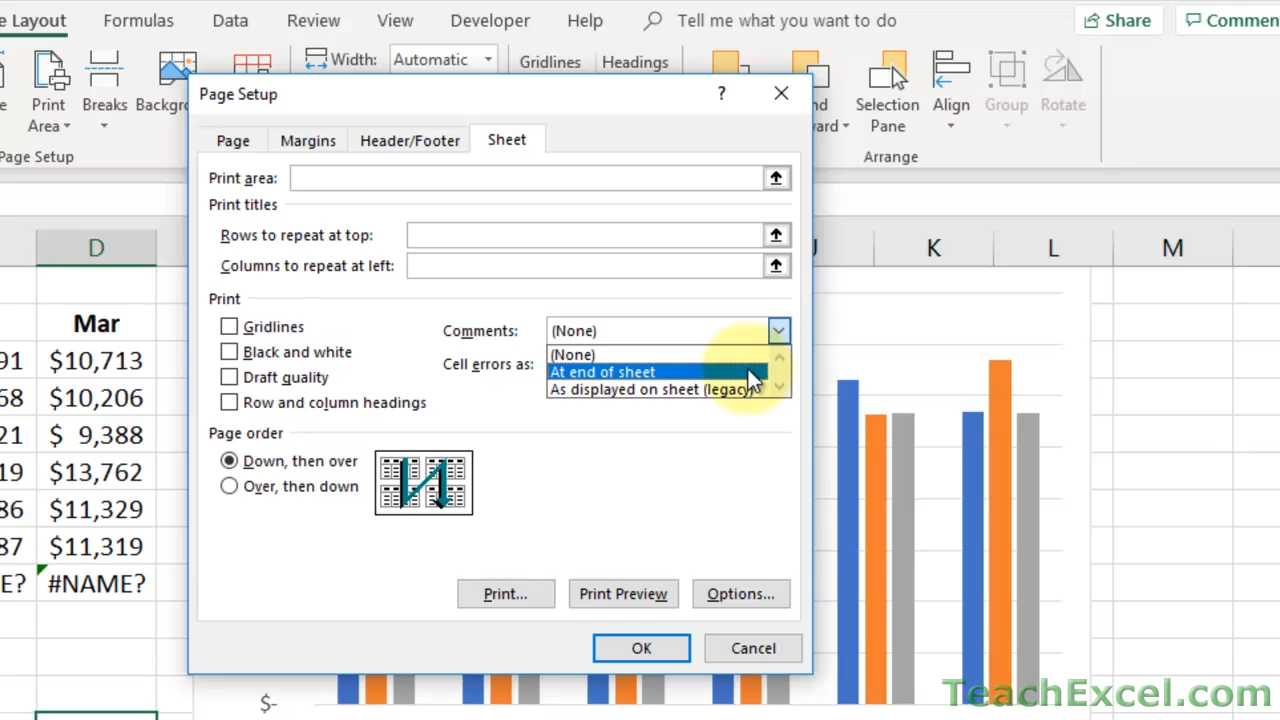 e Layout Formulas Data Review View Developer Help Tell me what you want to do Share Commen
Width: Automatic Gridlines Headings
e Print Area Breaks Backgro
nd ward Selection Pane Align Group Rotate
Page Setup Arrange
Page Setup ? 
Page Margins Header/Footer Sheet
Print area:
Print titles
Rows to repeat at top:
Columns to repeat at left:
Print
Gridlines
Black and white
Draft quality
Row and column headings
Comments: (None)
(None)
At end of sheet
As displayed on sheet (legacy)
Cell errors as:
Page order
Down, then over
Over, then down
Print... Print Preview Options...
OK Cancel
D J K L M
Mar
91 $10,713
68 $10,206
21 $ 9,388
19 $13,762
86 $11,329
87 $11,319
E? #NAME?
$-
TeachExcel.com